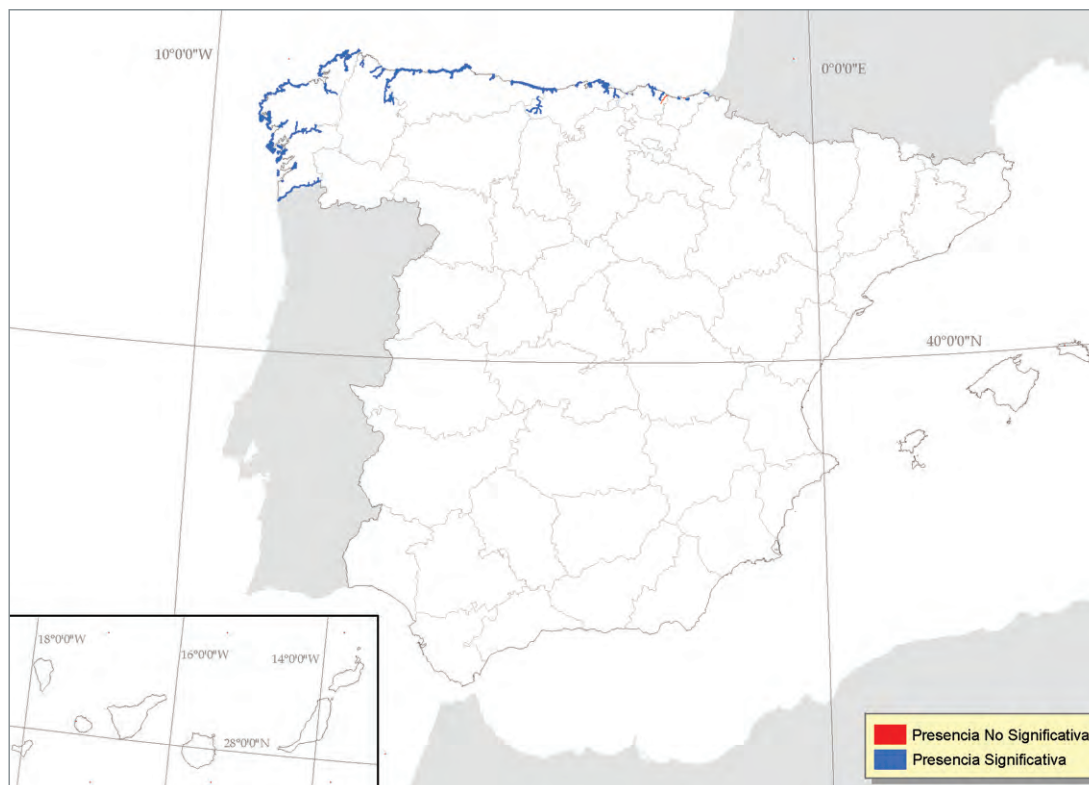 10°0'0"W
0°0'0"E
40°0'0"N
18°0'0"W
16°0'0"W
14°0'0"W
28°0'0"N
Presencia No Significativa
Presencia Significativa